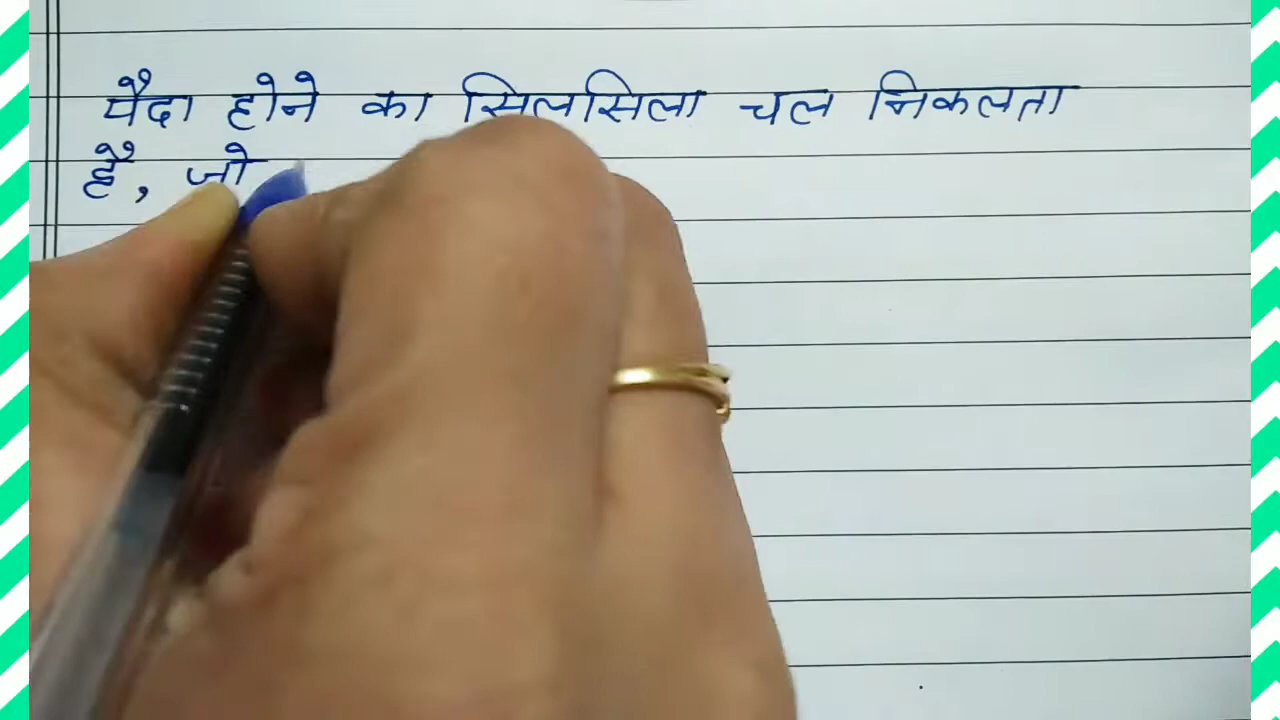 पैदा होने का सिलसिला चल निकलता
है, जो